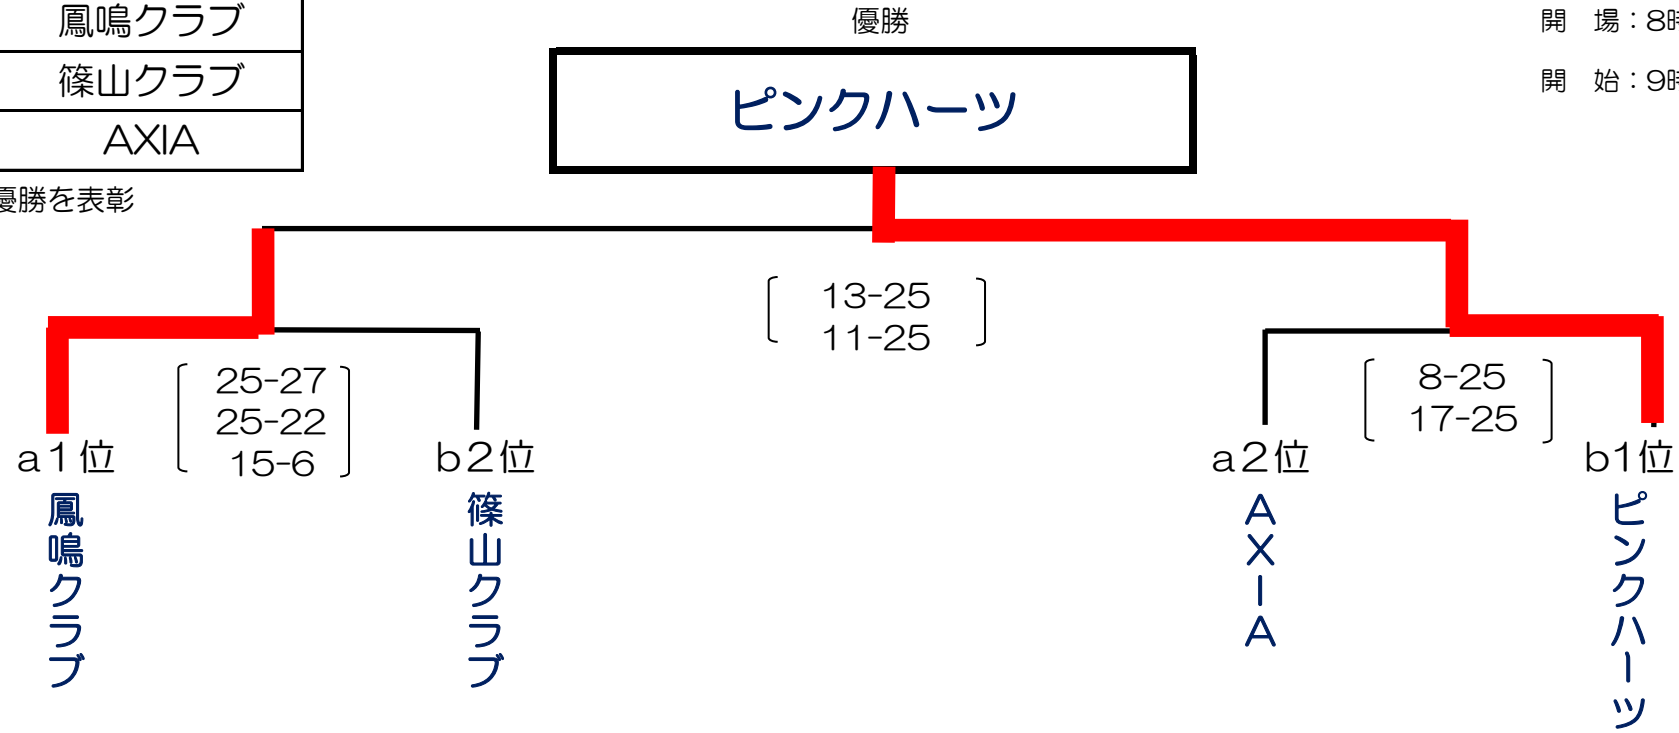 鳳鳴クラブ
篠山クラブ
AXIA
優勝を表彰
優勝
ピンクハーツ
開　場：8時
開　始：9時
13-25
11-25
25-27
25-22
15-6
8-25
17-25
a１位
b２位
a２位
b1位
鳳鳴クラブ
篠山クラブ
AXIA
ピンクハーツ